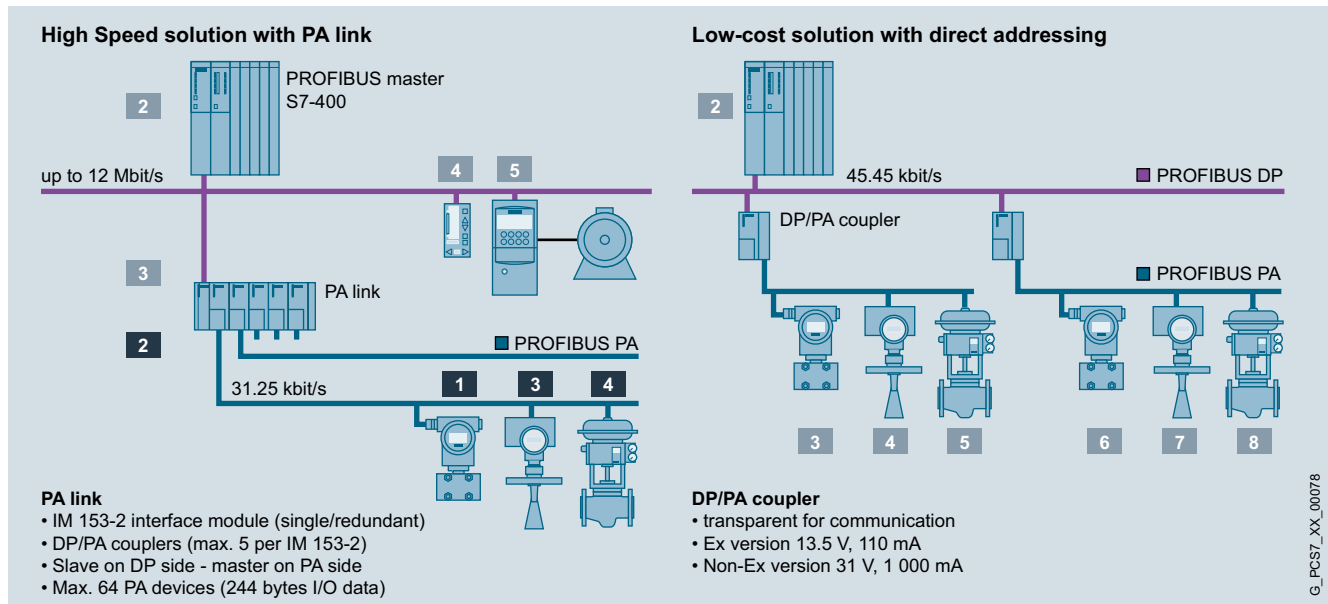 High Speed solution with PA link
2
PROFIBUS master
S7-400
up to 12 Mbit/s
4
5
3
PA link
2
PROFIBUS PA
31.25 kbit/s
1
3
4
PA link
• IM 153-2 interface module (single/redundant)
• DP/PA couplers (max. 5 per IM 153-2)
• Slave on DP side - master on PA side
• Max. 64 PA devices (244 bytes I/O data)
Low-cost solution with direct addressing
2
45.45 kbit/s
PROFIBUS DP
DP/PA coupler
PROFIBUS PA
3
4
5
6
7
8
DP/PA coupler
• transparent for communication
• Ex version 13.5 V, 110 mA
• Non-Ex version 31 V, 1 000 mA
G_PCS7_XX_00078